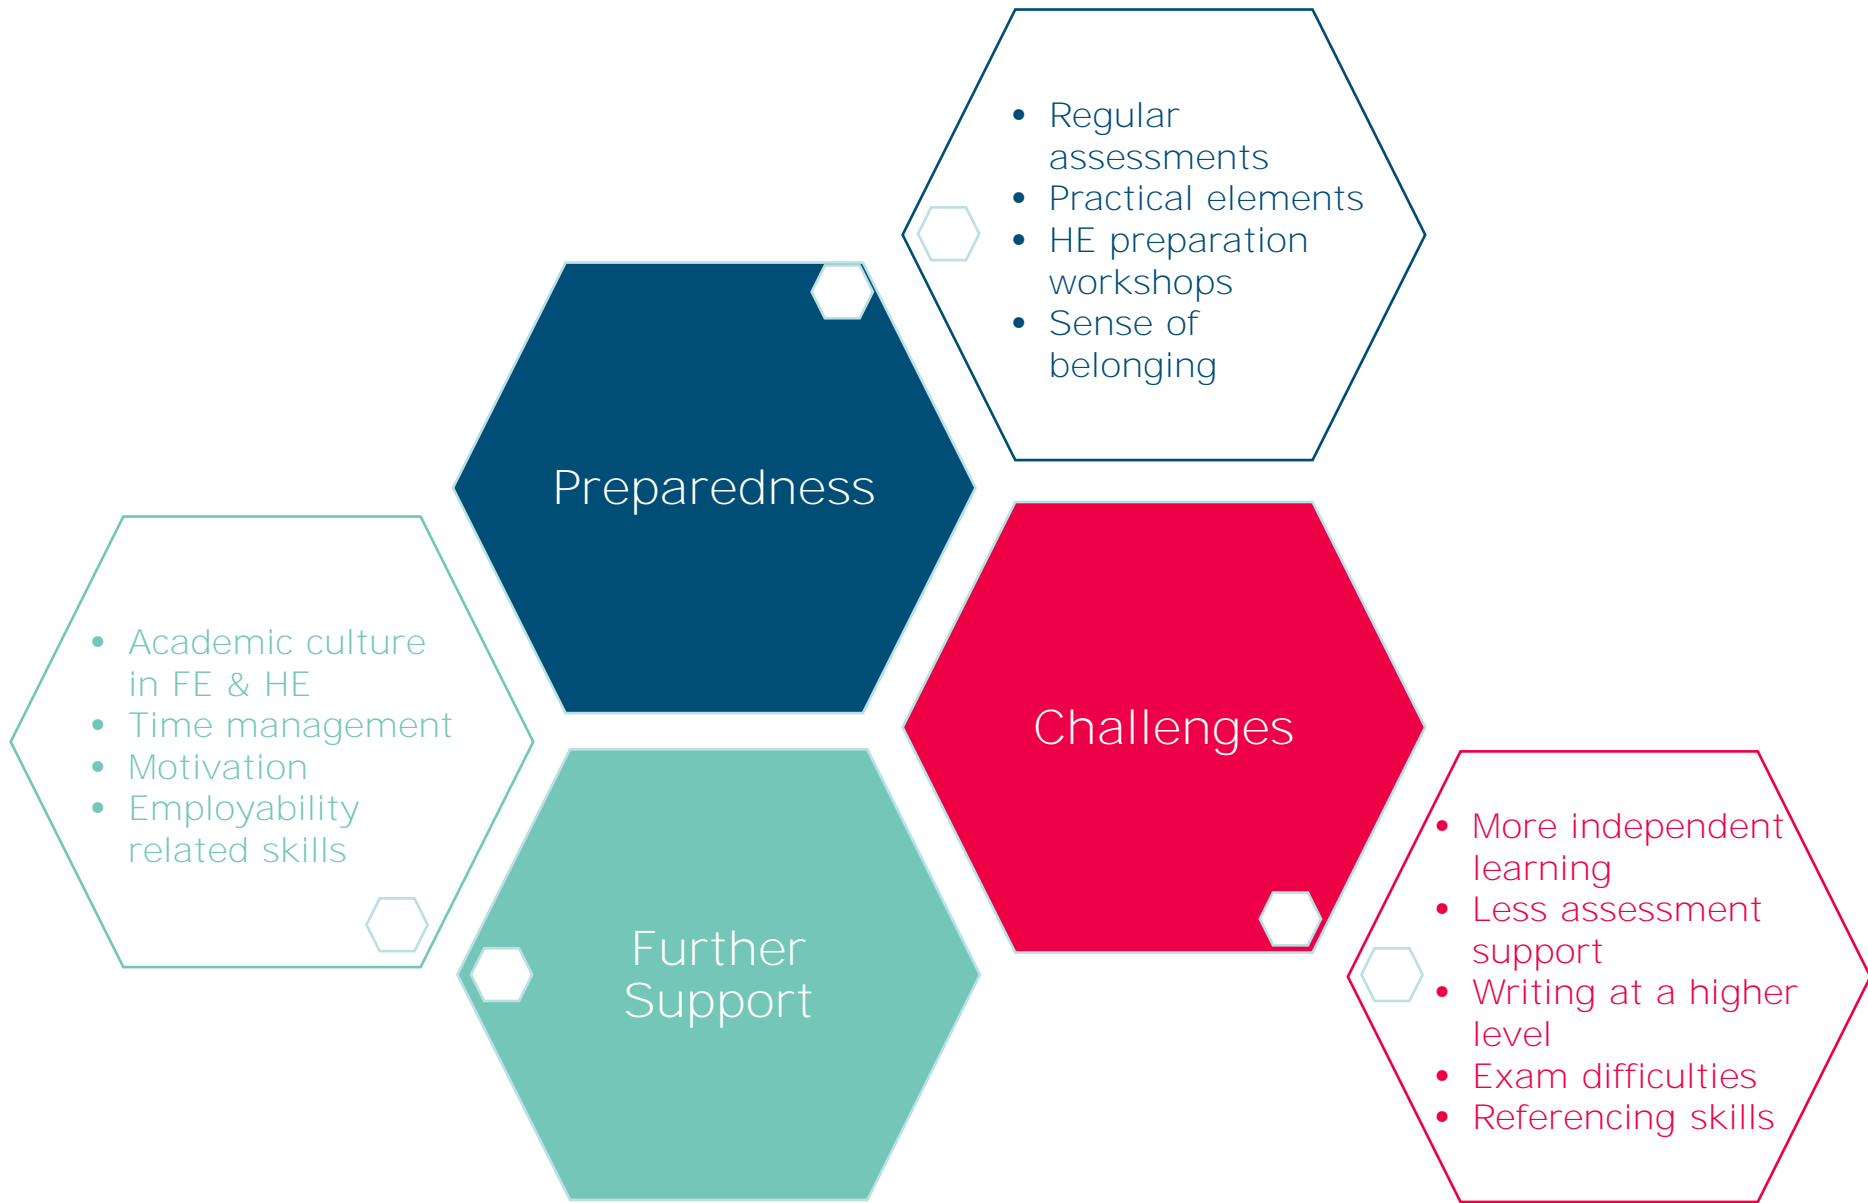 • Regular
assessments
• Practical elements
• HE preparation
workshops
• Sense of
belonging
Preparedness
• Academic culture
in FE & HE
• Time management
• Motivation
• Employability
related skills
Challenges
Further
Support
• More independent
learning
• Less assessment
support
• Writing at a higher
level
• Exam difficulties
• Referencing skills